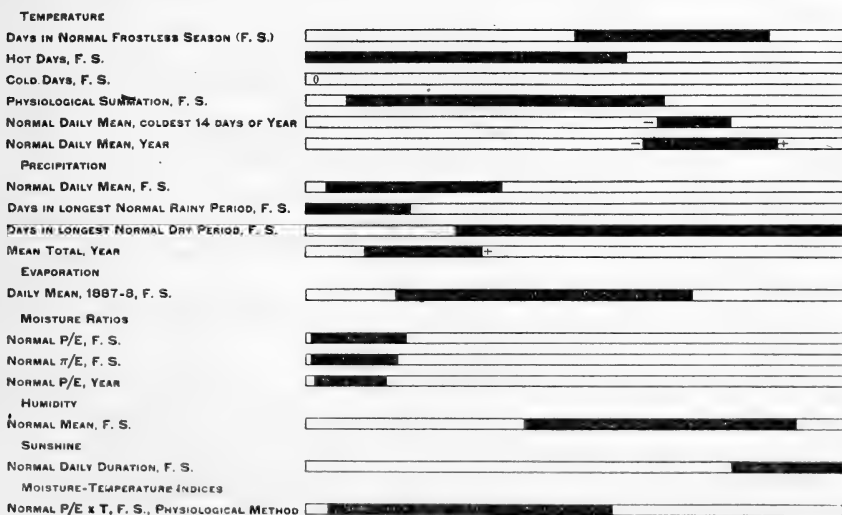 TEMPERATURE
DAYS IN NORMAL FROSTLESS SEASON (F. S.)
HOT DAYS, F. S.
COLD DAYS, F. S. 0
PHYSIOLOGICAL SUMMATION, F. S.
NORMAL DAILY MEAN, COLDEST 14 DAYS OF YEAR −
NORMAL DAILY MEAN, YEAR − +
PRECIPITATION
NORMAL DAILY MEAN, F. S.
DAYS IN LONGEST NORMAL RAINY PERIOD, F. S.
DAYS IN LONGEST NORMAL DRY PERIOD, F. S.
MEAN TOTAL, YEAR +
EVAPORATION
DAILY MEAN, 1887-8, F. S.
MOISTURE RATIOS
NORMAL P/E, F. S.
NORMAL π/E, F. S.
NORMAL P/E, YEAR
HUMIDITY
NORMAL MEAN, F. S.
SUNSHINE
NORMAL DAILY DURATION, F. S.
MOISTURE-TEMPERATURE INDICES
NORMAL P/E x T, F. S., PHYSIOLOGICAL METHOD